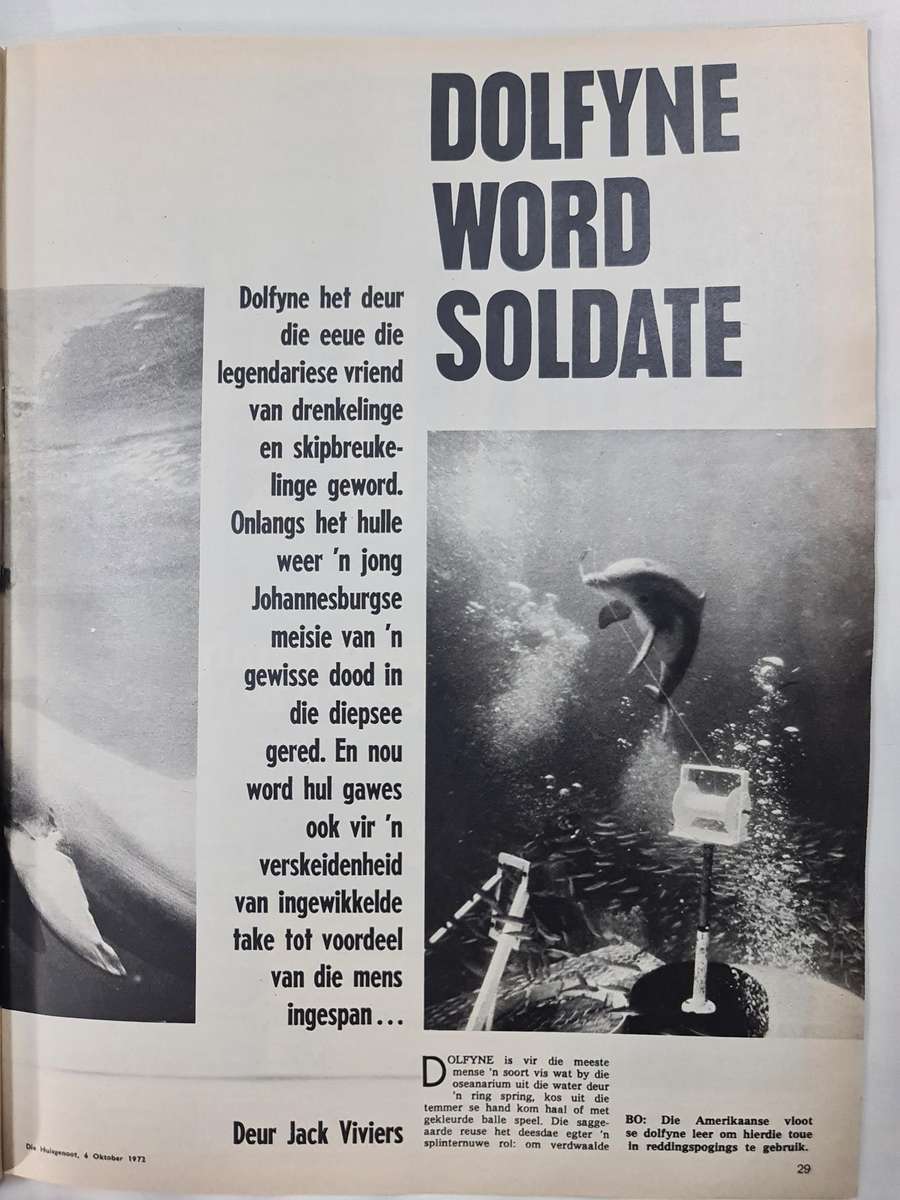 DOLFYNE
WORD
SOLDATE
Dolfyne het deur
die eeue die
legendariese vriend
van drenkelinge
en skipbreuke-
linge geword.
Onlangs het hulle
weer 'n jong
Johannesburgse
meisie van 'n
gewisse dood in
die diepsee
gered. En nou
word hul gawes
ook vir 'n
verskeidenheid
van ingewikkelde
take tot voordeel
van die mens
ingespan...
Deur Jack Viviers
DOLFYNE is vir die meeste
mense 'n soort vis wat by die
oseanarium uit die water deur
'n ring spring, kos uit die
temmer se hand kom haal of met
gekleurde balle speel. Die sagge-
aarde reuse het deesdae egter 'n
splinternuwe rol: om verdwaalde
BO: Die Amerikaanse vloot
se dolfyne leer om hierdie toue
in reddingspogings te gebruik.
Die Huisgenoot, 6 Oktober 1972
29